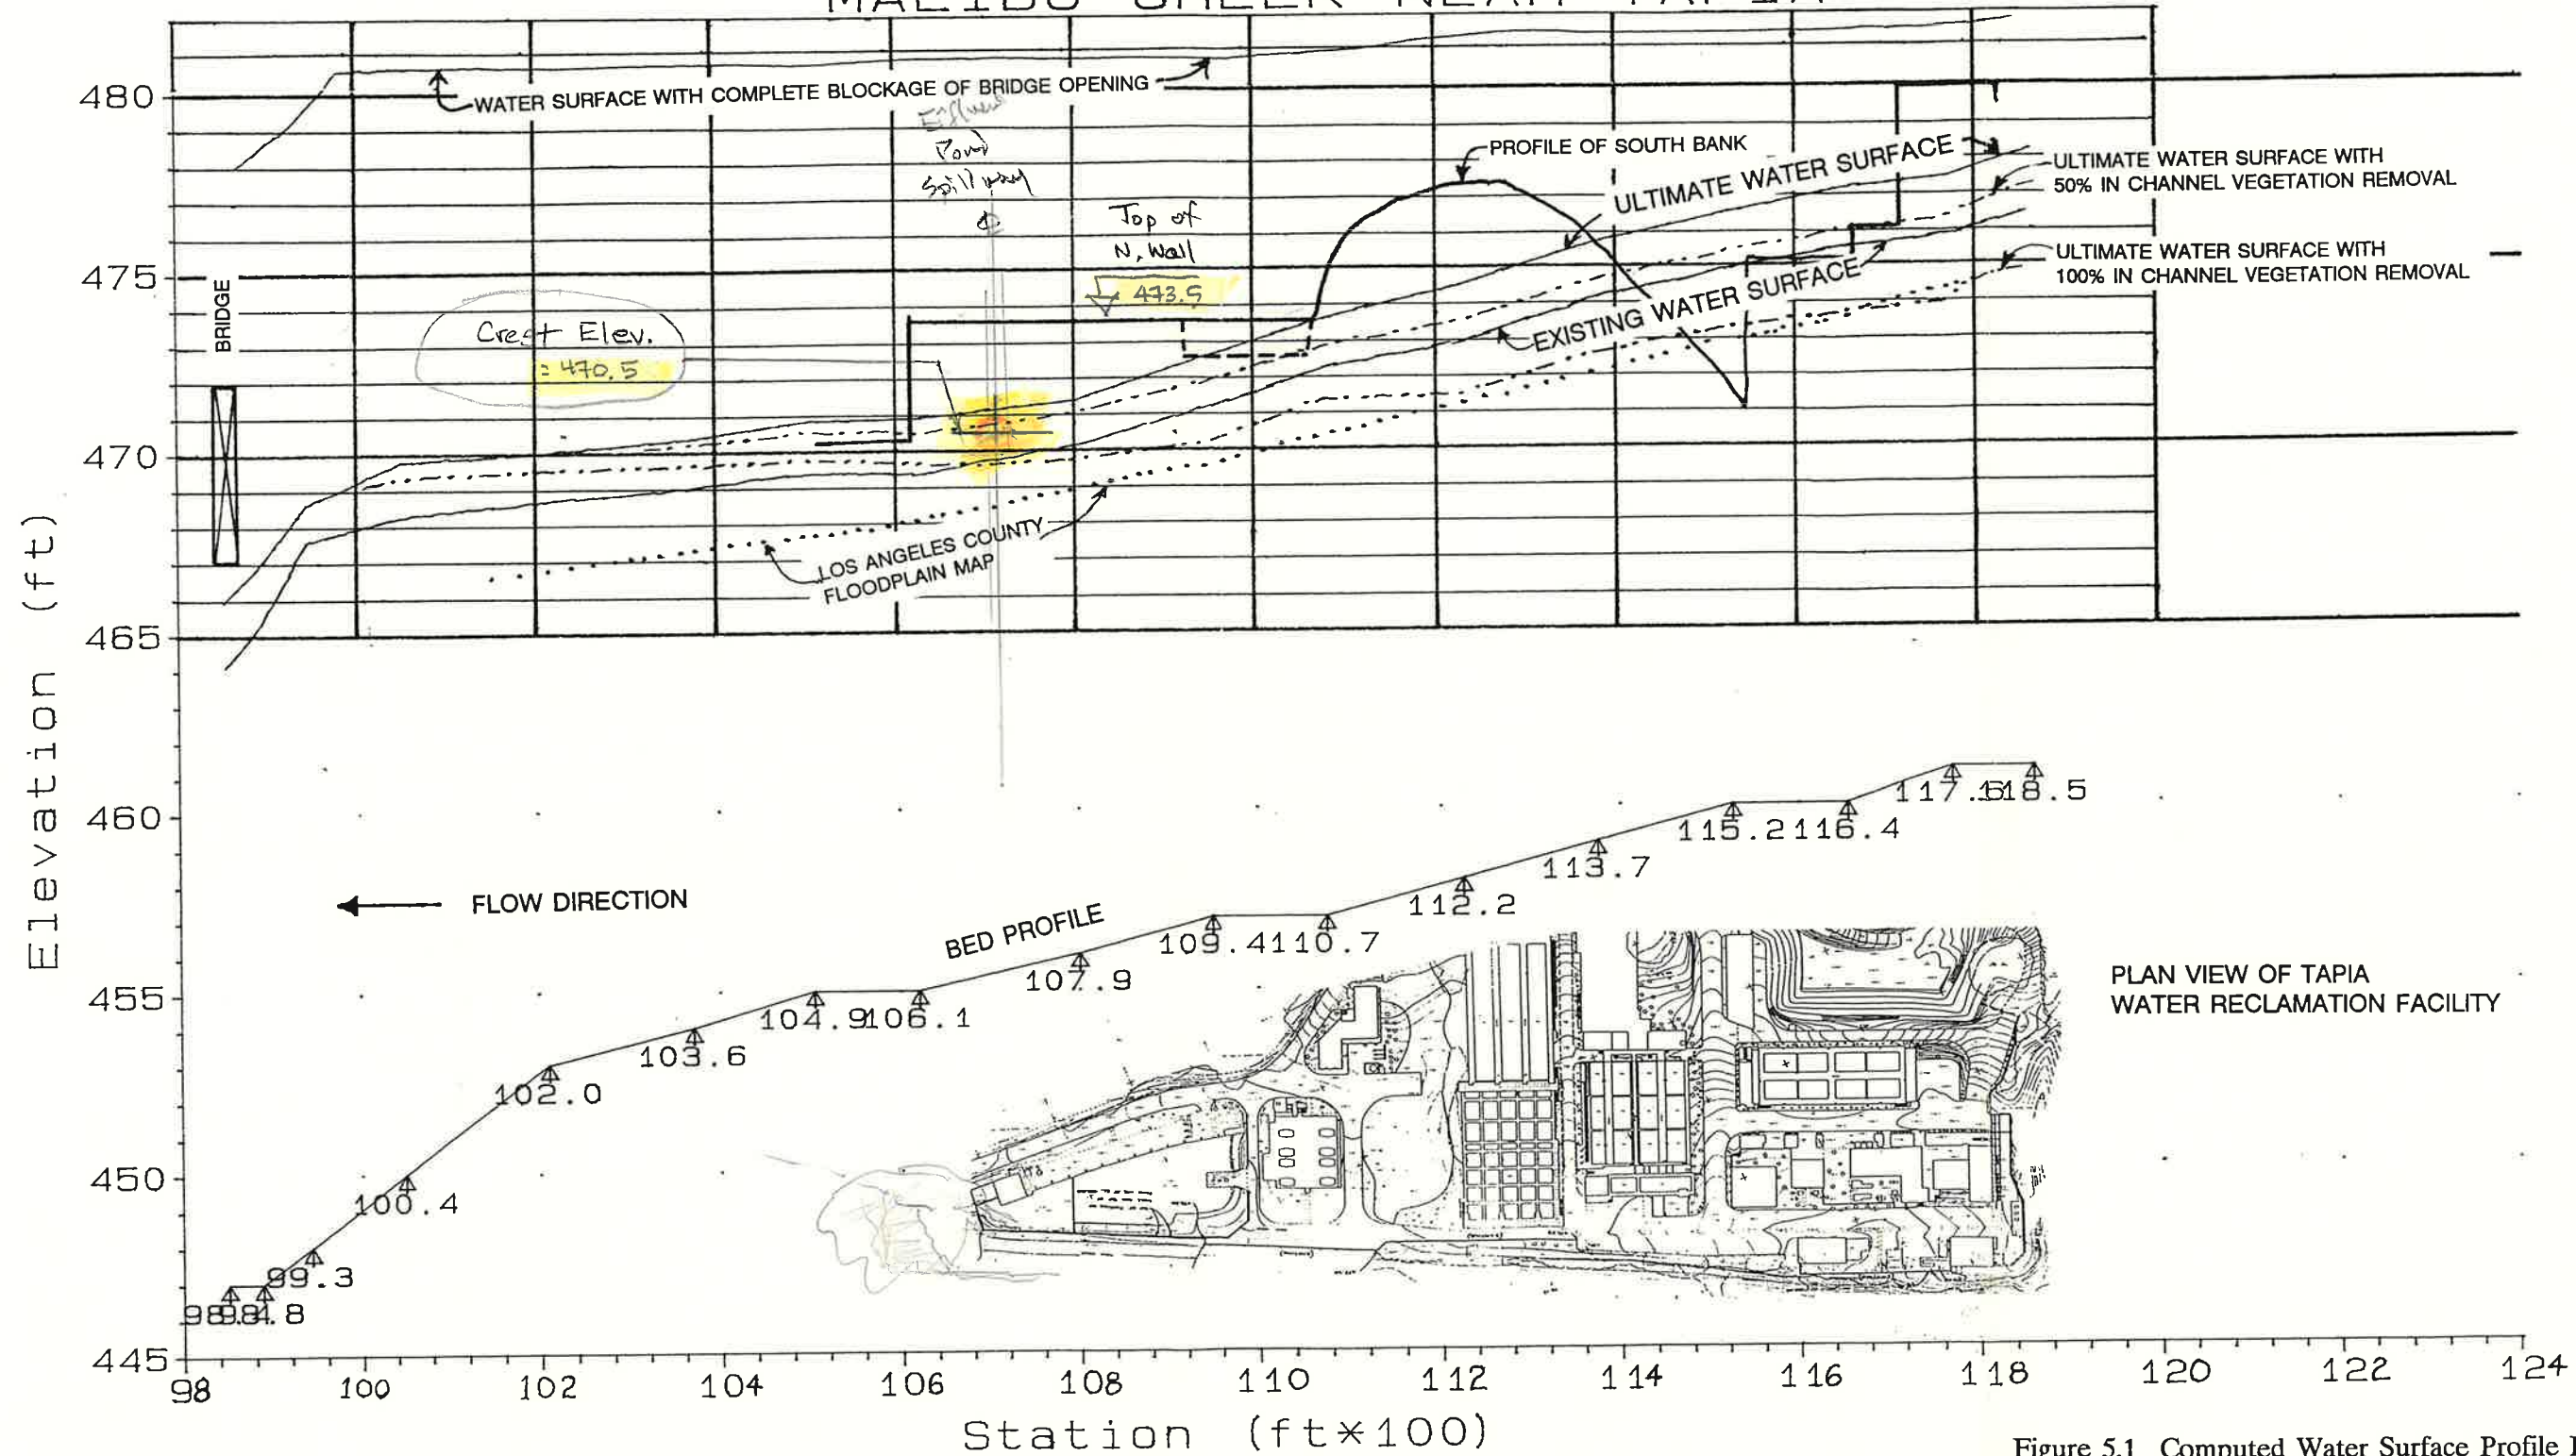 MALIBU CREEK NEAR TAPIA
WATER SURFACE WITH COMPLETE BLOCKAGE OF BRIDGE OPENING
Effluent
Pond
Spillway
℄
Top of
N. Wall
473.5
Crest Elev.
= 470.5
BRIDGE
PROFILE OF SOUTH BANK
ULTIMATE WATER SURFACE
ULTIMATE WATER SURFACE WITH
50% IN CHANNEL VEGETATION REMOVAL
ULTIMATE WATER SURFACE WITH
100% IN CHANNEL VEGETATION REMOVAL
EXISTING WATER SURFACE
LOS ANGELES COUNTY
FLOODPLAIN MAP
Elevation (ft)
480
475
470
465
460
455
450
445
FLOW DIRECTION
BED PROFILE
98.4
98.8
99.3
100.4
102.0
103.6
104.9
106.1
107.9
109.4
110.7
112.2
113.7
115.2
116.4
117.6
118.5
PLAN VIEW OF TAPIA
WATER RECLAMATION FACILITY
98 100 102 104 106 108 110 112 114 116 118 120 122 124
Station (ft*100)
Figure 5.1 Computed Water Surface Profile